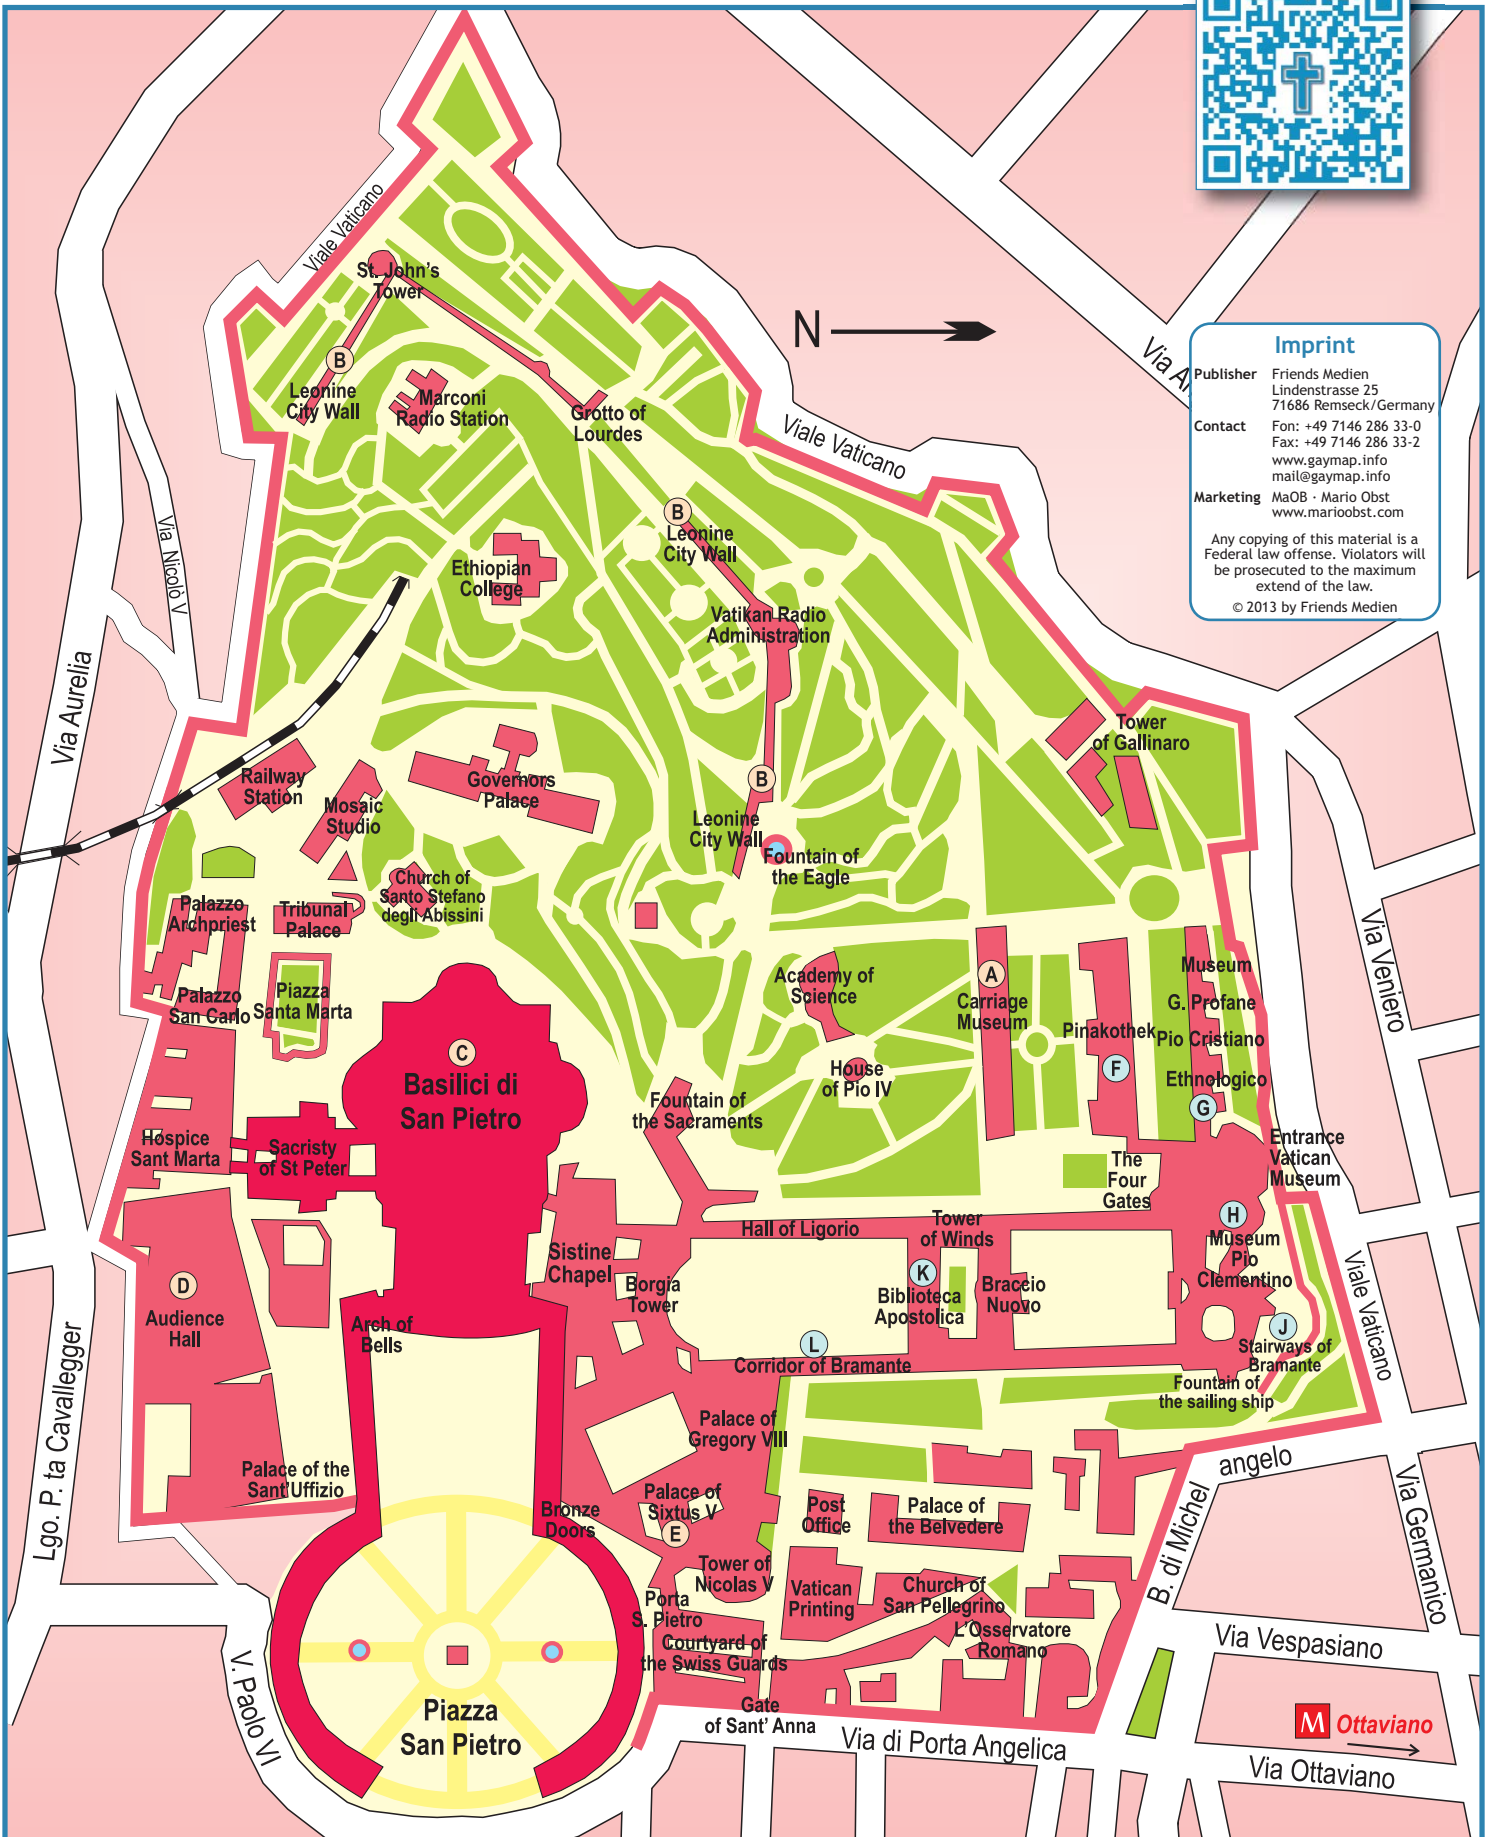 Viale Vaticano
St. John's
Tower
N
Via A
B
Leonine
City Wall
Marconi
Radio Station
Grotto of
Lourdes
Viale Vaticano
Imprint
Publisher
Friends Medien
Lindenstrasse 25
71686 Remseck/Germany
Contact
Fon: +49 7146 286 33-0
Fax: +49 7146 286 33-2
www.gaymap.info
mail@gaymap.info
Marketing
MaOB · Mario Obst
www.marioobst.com
Any copying of this material is a
Federal law offense. Violators will
be prosecuted to the maximum
extend of the law.
© 2013 by Friends Medien
B
Leonine
City Wall
Via Nicolò V
Ethiopian
College
Vatikan Radio
Administration
Via Aurelia
Tower
of Gallinaro
Railway
Station
Mosaic
Studio
Governors
Palace
B
Leonine
City Wall
Fountain of
the Eagle
Church of
Santo Stefano
degli Abissini
Palazzo
Archpriest
Tribunal
Palace
Via Veniero
Palazzo
San Carlo
Piazza
Santa Marta
Academy of
Science
A
Carriage
Museum
Pinakothek
F
Museum
G. Profane
Pio Cristiano
Ethnologico
G
C
Basilici di
San Pietro
House
of Pio IV
Fountain of
the Sacraments
Hospice
Sant Marta
Sacristy
of St Peter
The
Four
Gates
Entrance
Vatican
Museum
Hall of Ligorio
Tower
of Winds
H
Museum
Pio
Clementino
Sistine
Chapel
Borgia
Tower
K
Biblioteca
Apostolica
Braccio
Nuovo
D
Audience
Hall
Arch of
Bells
L
Corridor of Bramante
J
Stairways of
Bramante
Viale Vaticano
Fountain of
the sailing ship
Lgo. P. ta Cavallegger
Palace of
Gregory VIII
Palace of the
Sant'Uffizio
angelo
B. di Michel
Via Germanico
Bronze
Doors
Palace of
Sixtus V
E
Post
Office
Palace of
the Belvedere
Tower of
Nicolas V
Vatican
Printing
Church of
San Pellegrino
Porta
S. Pietro
L'Osservatore
Romano
Courtyard of
the Swiss Guards
Via Vespasiano
V. Paolo VI
Piazza
San Pietro
Gate
of Sant' Anna
Via di Porta Angelica
M Ottaviano
Via Ottaviano